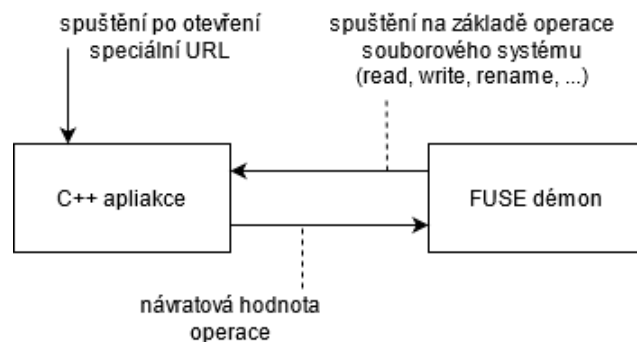 spuštění po otevření
speciální URL
spuštění na základě operace
souborového systému
(read, write, rename, ...)
C++ apliakce
FUSE démon
návratová hodnota
operace